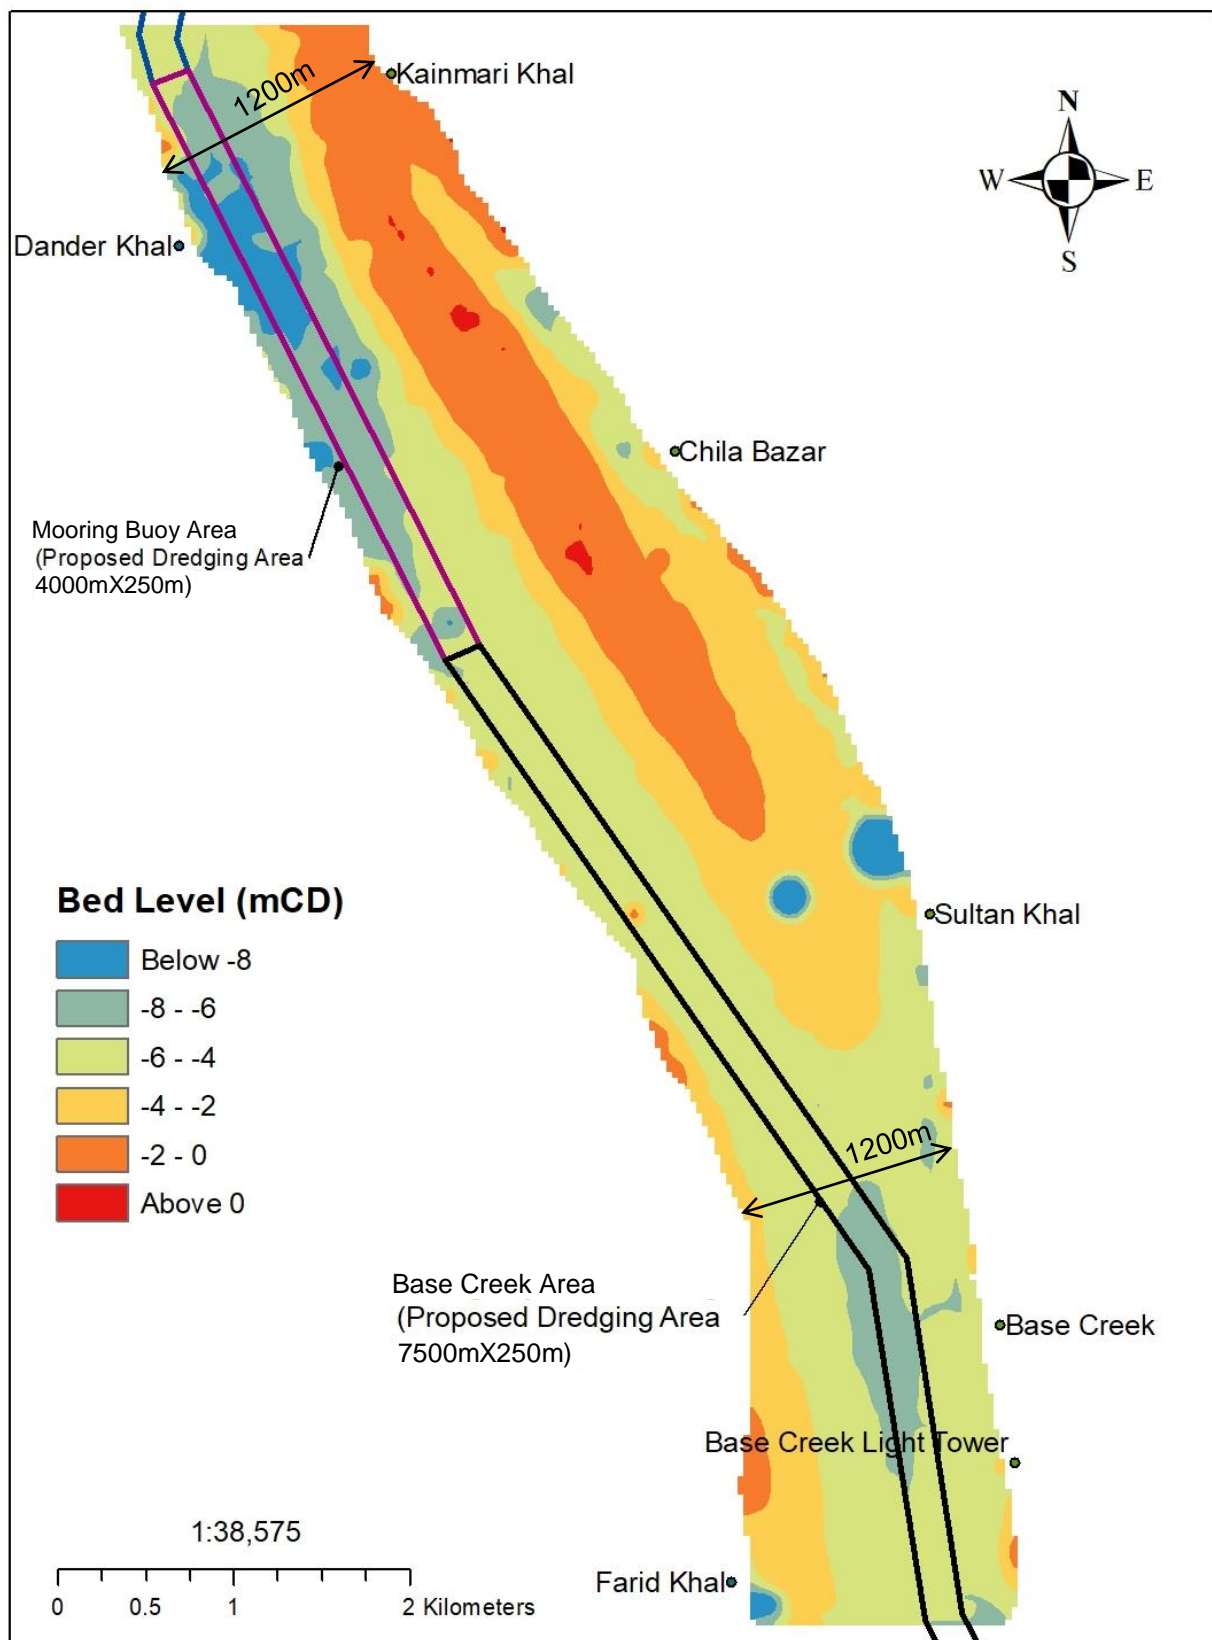 1200m
Kainmari Khal
N
W
E
S
Dander Khal
Chila Bazar
Mooring Buoy Area
(Proposed Dredging Area
4000mX250m)
Bed Level (mCD)
Below -8
-8 - -6
-6 - -4
-4 - -2
-2 - 0
Above 0
Sultan Khal
1200m
Base Creek Area
(Proposed Dredging Area
7500mX250m)
Base Creek
Base Creek Light Tower
1:38,575
0 0.5 1 2 Kilometers
Farid Khal